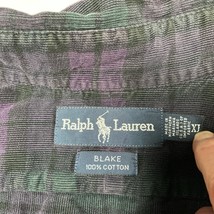 Ralph Lauren
XL
BLAKE
100% COTTON